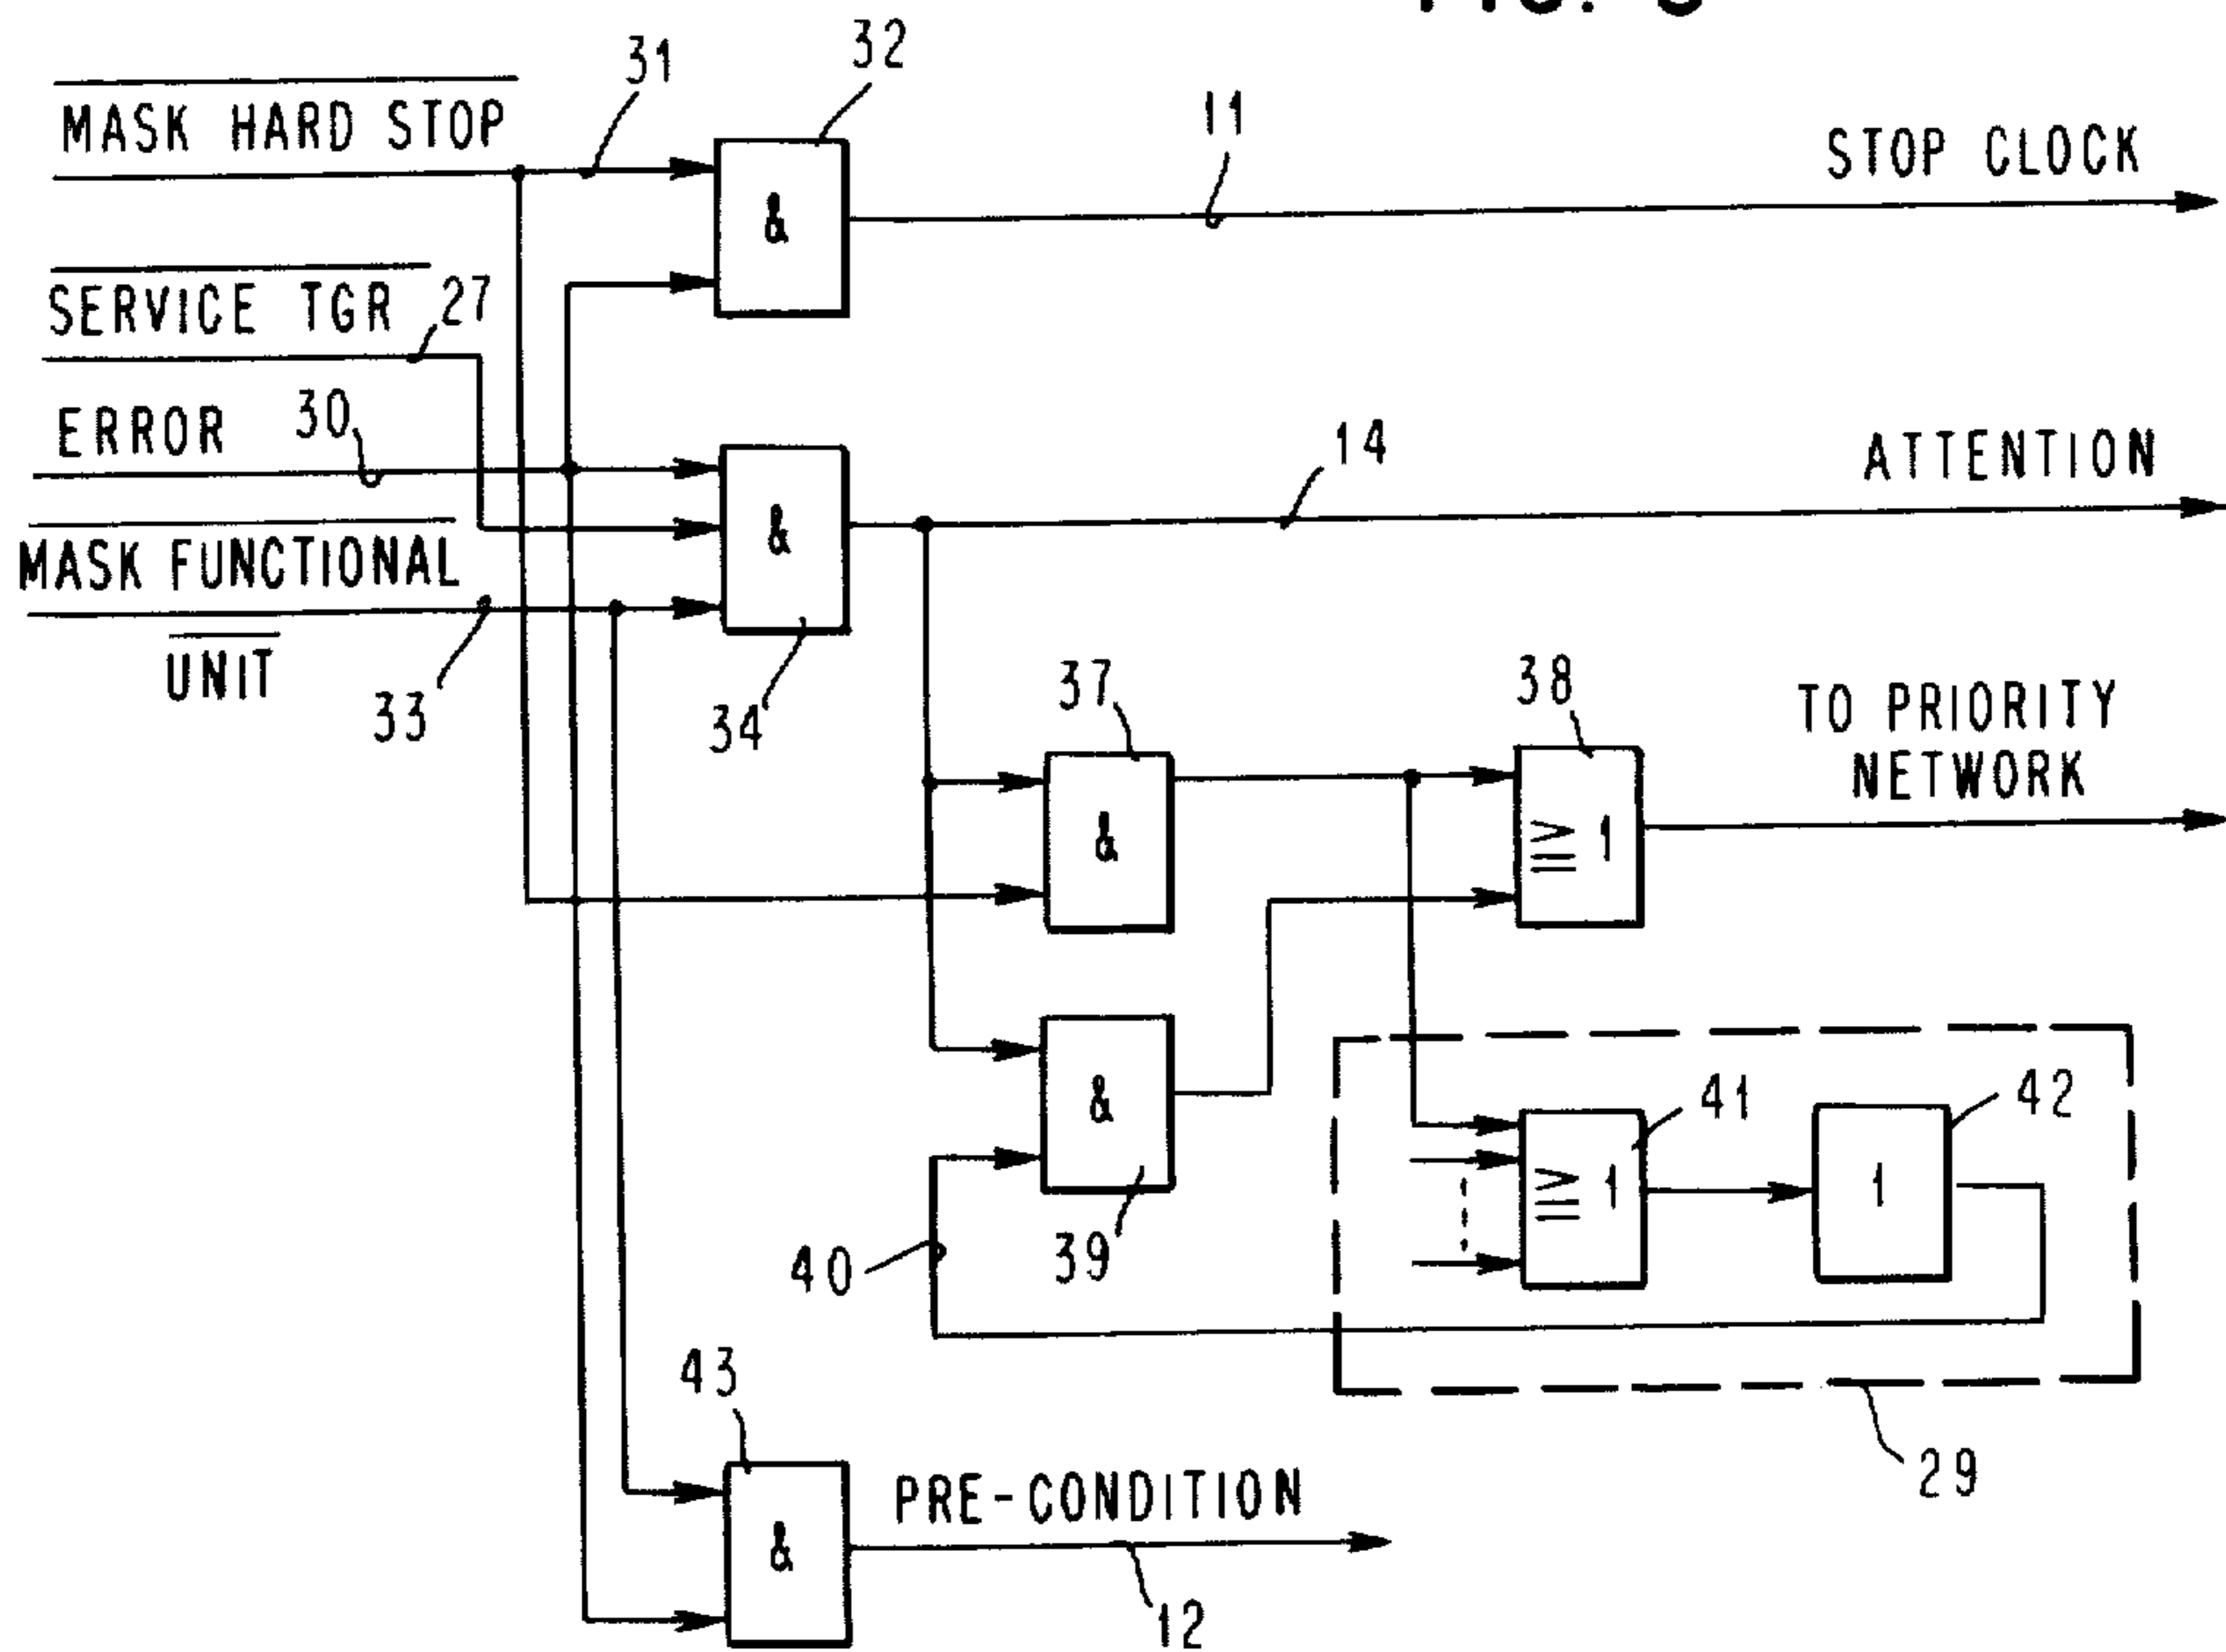 32
31
MASK HARD STOP
11
STOP CLOCK
&
SERVICE TGR
27
ERROR
30
14
ATTENTION
&
MASK FUNCTIONAL
UNIT
33
34
37
38
TO PRIORITY
NETWORK
&
≥ 1
41
42
&
≥ 1
1
40
39
43
29
PRE-CONDITION
&
12